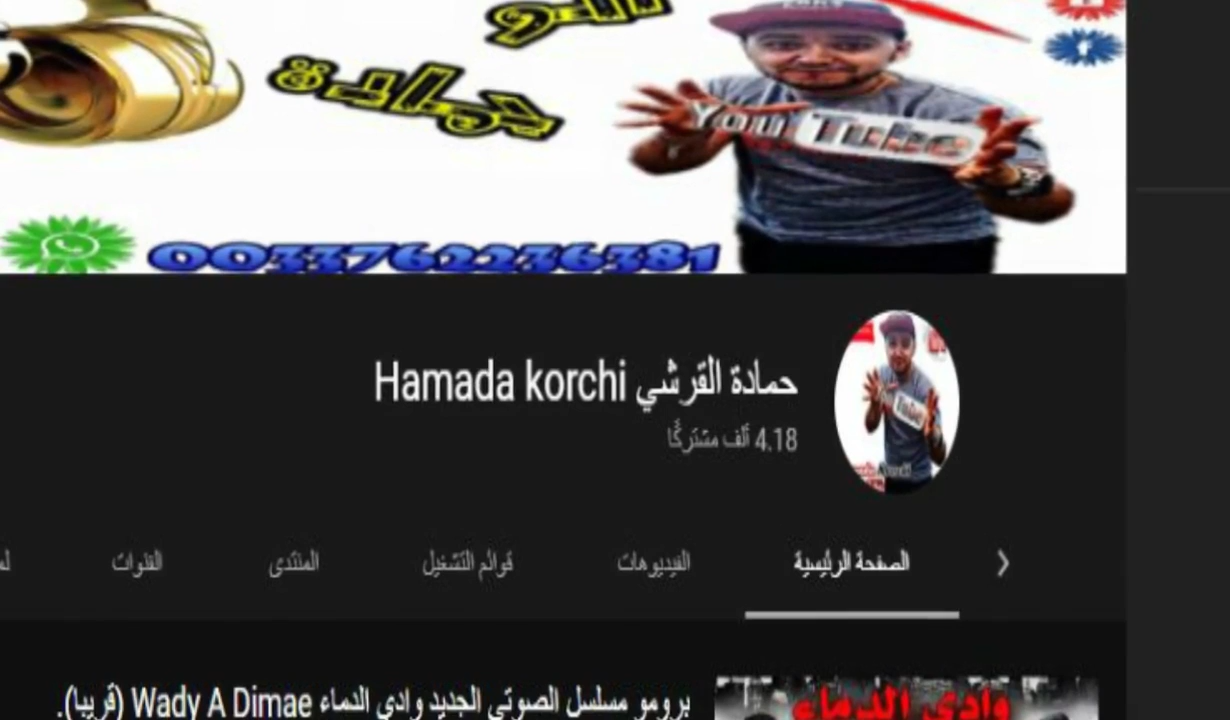 حمادة
You Tube
0033762236381
حمادة القرشي Hamada korchi
4.18 ألف مشتركًا
الصفحة الرئيسية الفيديوهات قوائم التشغيل المنتدى القنوات
وادي الدماء
برومو مسلسل الصوتي الجديد وادي الدماء Wady A Dimae (قريبا).